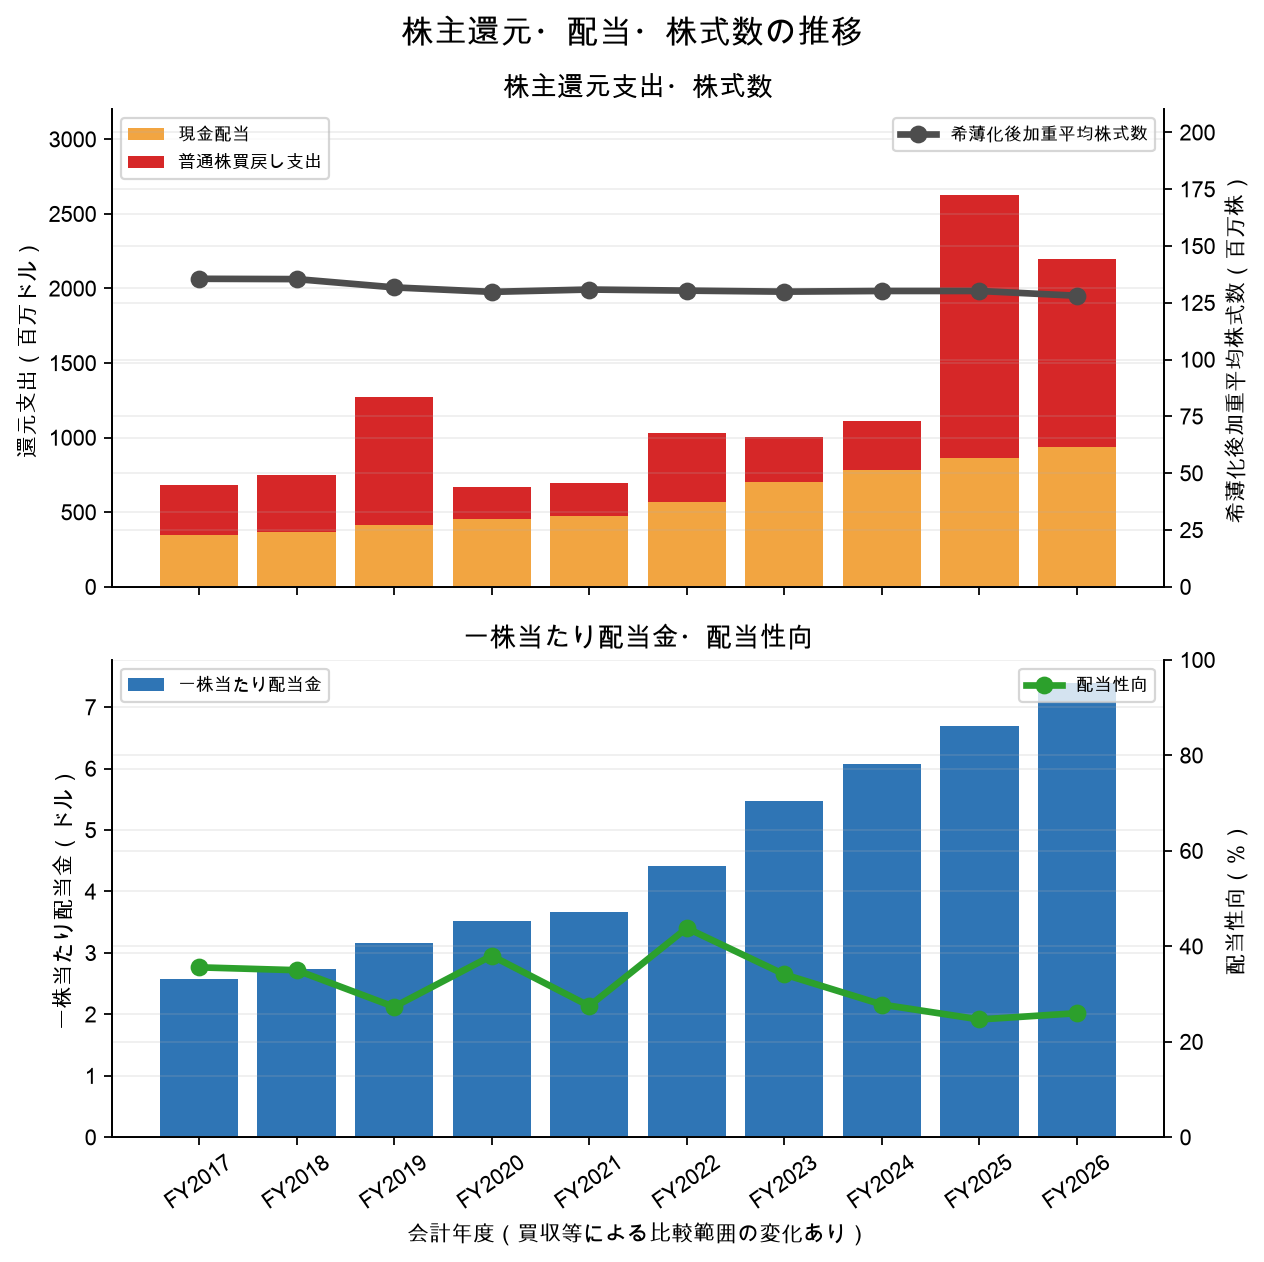 株主還元・配当・株式数の推移
株主還元支出・株式数
現金配当
普通株買戻し支出
希薄化後加重平均株式数
還元支出(百万ドル)
3000
2500
2000
1500
1000
500
0
200
175
150
125
100
75
50
25
0
希薄化後加重平均株式数(百万株)
一株当たり配当金・配当性向
一株当たり配当金
配当性向
一株当たり配当金(ドル)
7
6
5
4
3
2
1
0
100
80
60
40
20
0
配当性向(%)
FY2017 FY2018 FY2019 FY2020 FY2021 FY2022 FY2023 FY2024 FY2025 FY2026
会計年度(買収等による比較範囲の変化あり)